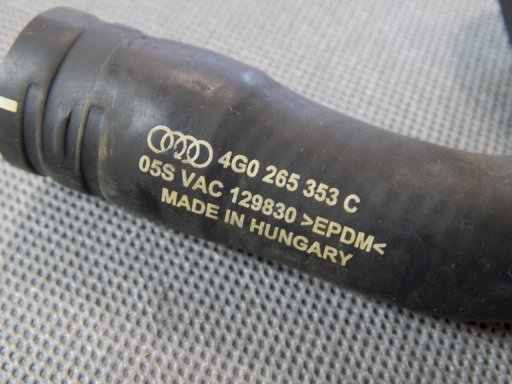 4G0 265 353 C
05S VAC 129830 >EPDM<
MADE IN HUNGARY